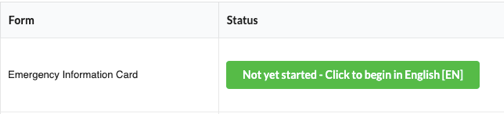 Form Status
Emergency Information Card Not yet started - Click to begin in English [EN]